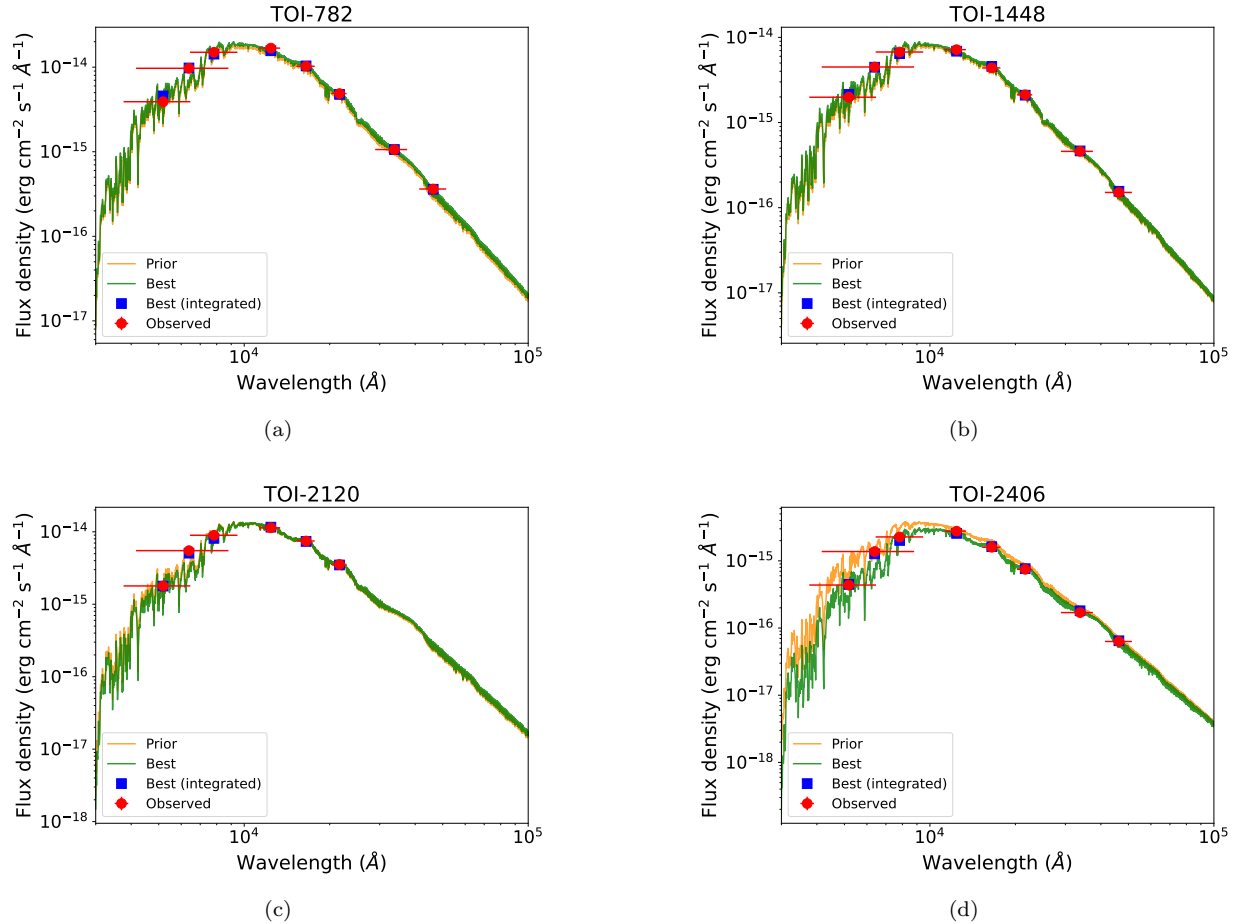 TOI-782
Flux density (erg cm⁻² s⁻¹ Å⁻¹)
10⁻¹⁴
10⁻¹⁵
10⁻¹⁶
10⁻¹⁷
Prior
Best
Best (integrated)
Observed
10⁴
10⁵
Wavelength (Å)
(a)
TOI-1448
Flux density (erg cm⁻² s⁻¹ Å⁻¹)
10⁻¹⁴
10⁻¹⁵
10⁻¹⁶
10⁻¹⁷
Prior
Best
Best (integrated)
Observed
10⁴
10⁵
Wavelength (Å)
(b)
TOI-2120
Flux density (erg cm⁻² s⁻¹ Å⁻¹)
10⁻¹⁴
10⁻¹⁵
10⁻¹⁶
10⁻¹⁷
10⁻¹⁸
Prior
Best
Best (integrated)
Observed
10⁴
10⁵
Wavelength (Å)
(c)
TOI-2406
Flux density (erg cm⁻² s⁻¹ Å⁻¹)
10⁻¹⁵
10⁻¹⁶
10⁻¹⁷
10⁻¹⁸
Prior
Best
Best (integrated)
Observed
10⁴
10⁵
Wavelength (Å)
(d)